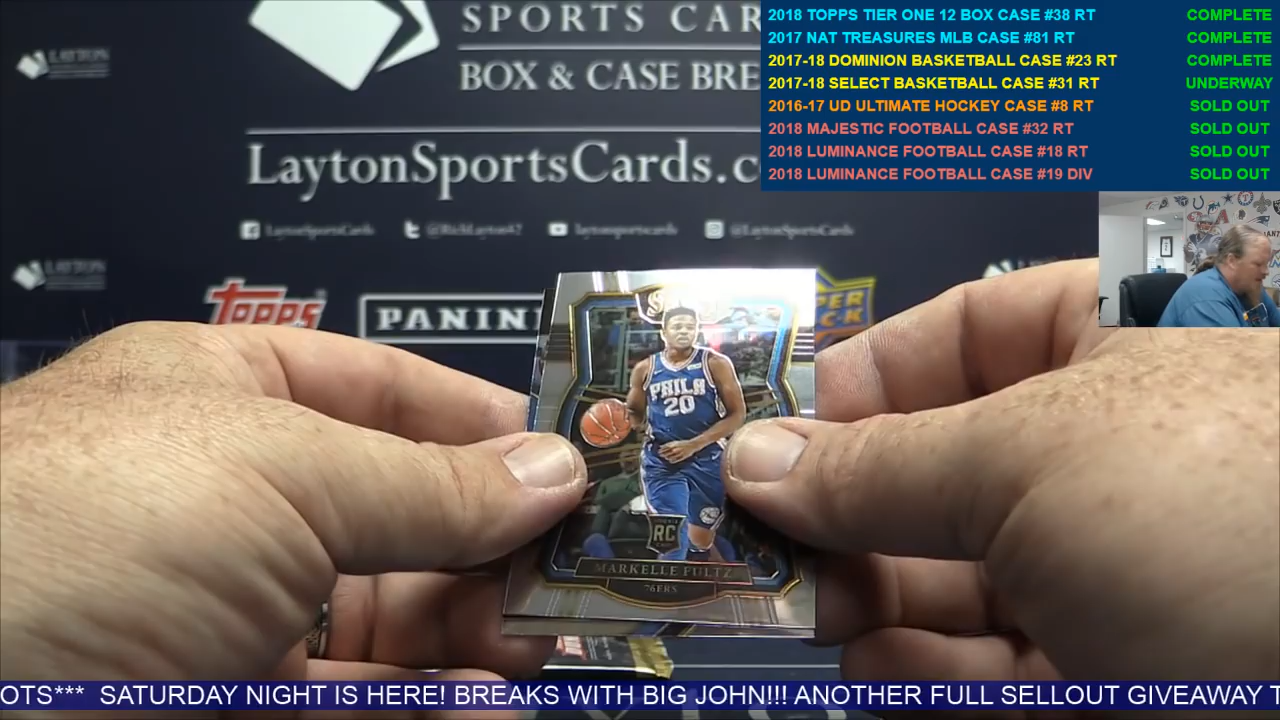 SPORTS CAR
BOX & CASE BRE
LaytonSportsCards.c
LaytonSportsCards
@RichLayton42
laytonsportscards
@LaytonSportsCards
LAYTON
LAYTON
TOPPS
PANINI
PER
CK
2018 TOPPS TIER ONE 12 BOX CASE #38 RT COMPLETE
2017 NAT TREASURES MLB CASE #81 RT COMPLETE
2017-18 DOMINION BASKETBALL CASE #23 RT COMPLETE
2017-18 SELECT BASKETBALL CASE #31 RT UNDERWAY
2016-17 UD ULTIMATE HOCKEY CASE #8 RT SOLD OUT
2018 MAJESTIC FOOTBALL CASE #32 RT SOLD OUT
2018 LUMINANCE FOOTBALL CASE #18 RT SOLD OUT
2018 LUMINANCE FOOTBALL CASE #19 DIV SOLD OUT
PHILA
20
RC
MARKELLE FULTZ
76ERS
OTS*** SATURDAY NIGHT IS HERE! BREAKS WITH BIG JOHN!!! ANOTHER FULL SELLOUT GIVEAWAY T